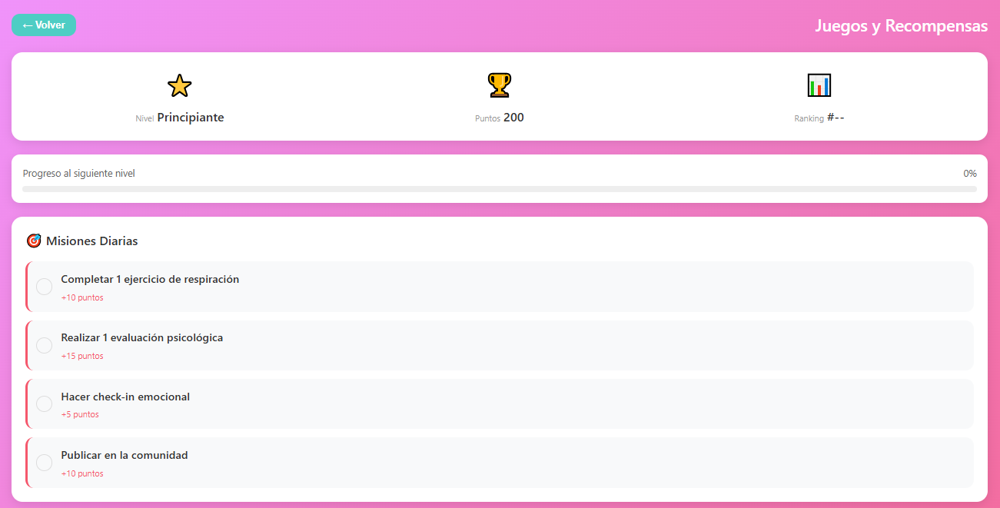 ← Volver
Juegos y Recompensas
Nivel Principiante
Puntos 200
Ranking #--
Progreso al siguiente nivel 0%
Misiones Diarias
Completar 1 ejercicio de respiración
+10 puntos
Realizar 1 evaluación psicológica
+15 puntos
Hacer check-in emocional
+5 puntos
Publicar en la comunidad
+10 puntos